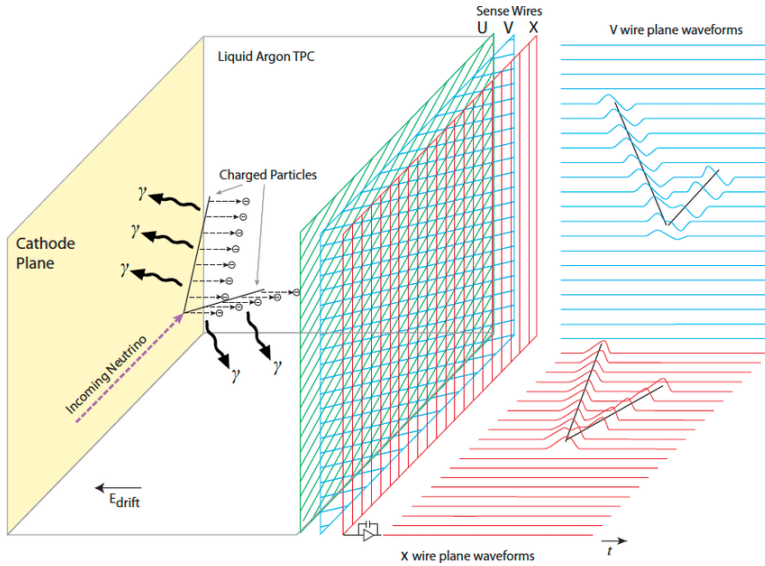 Sense Wires
U V X
V wire plane waveforms
Liquid Argon TPC
Charged Particles
γ
γ
γ
Cathode
Plane
γ
γ
Incoming Neutrino
Edrift
t
X wire plane waveforms